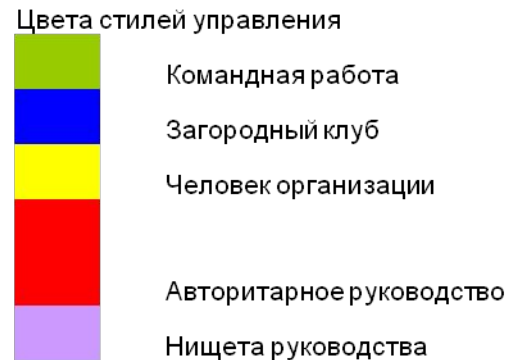 Цвета стилей управления
Командная работа
Загородный клуб
Человек организации
Авторитарное руководство
Нищета руководства